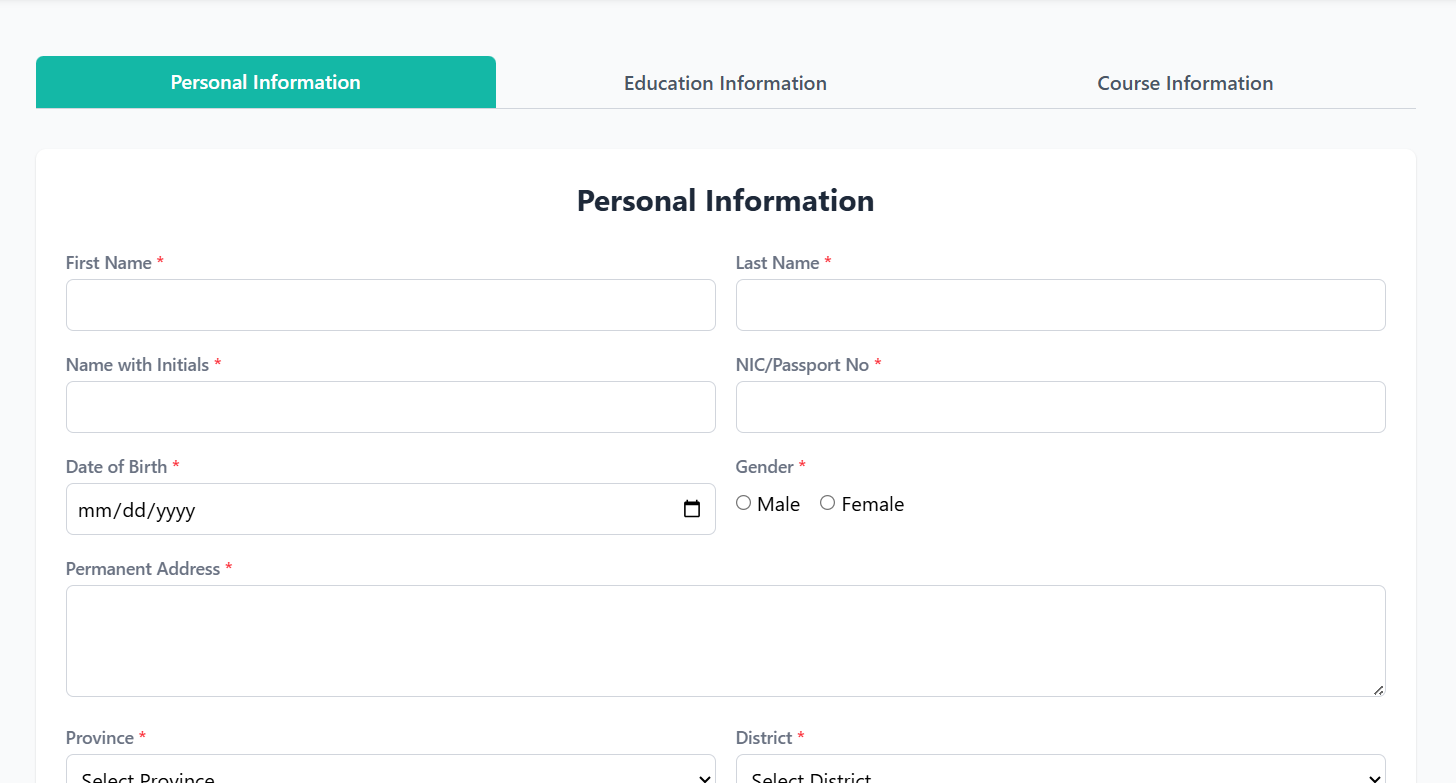 Personal Information Education Information Course Information
Personal Information
First Name * Last Name *
Name with Initials * NIC/Passport No *
Date of Birth * Gender *
mm/dd/yyyy Male Female
Permanent Address *
Province * District *
Select Province Select District